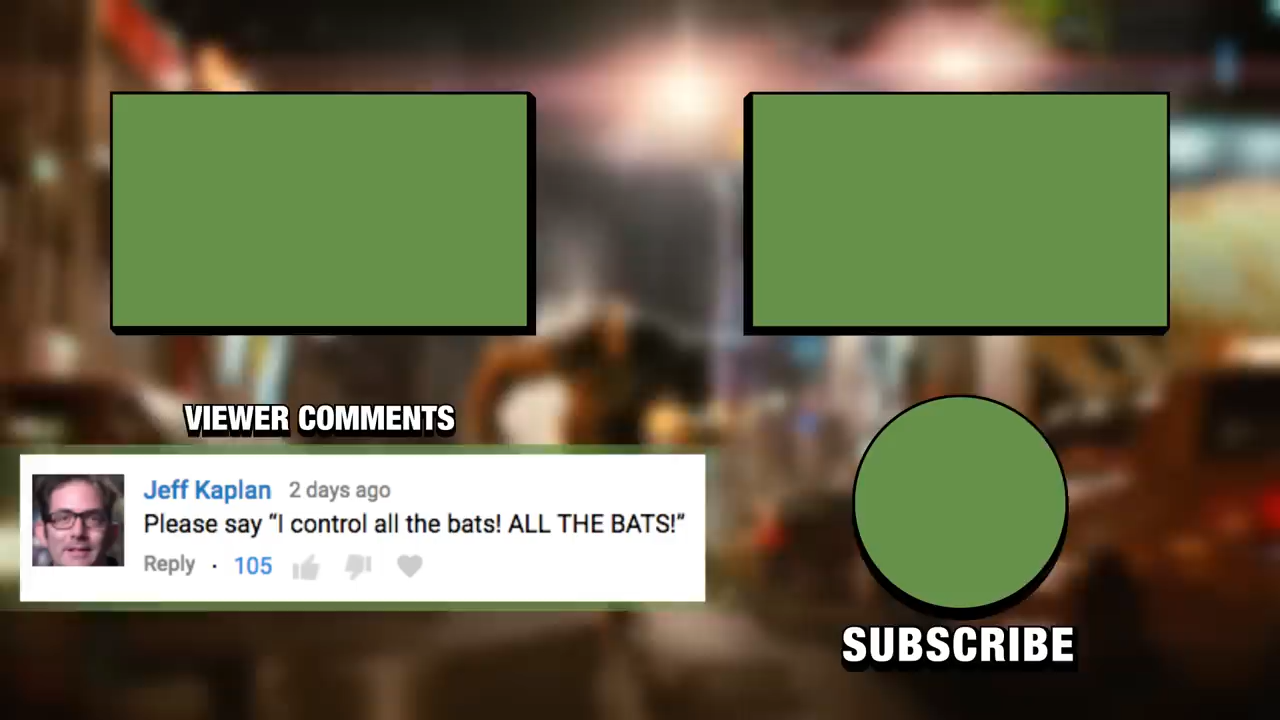 VIEWER COMMENTS
Jeff Kaplan 2 days ago
Please say “I control all the bats! ALL THE BATS!”
Reply · 105
SUBSCRIBE